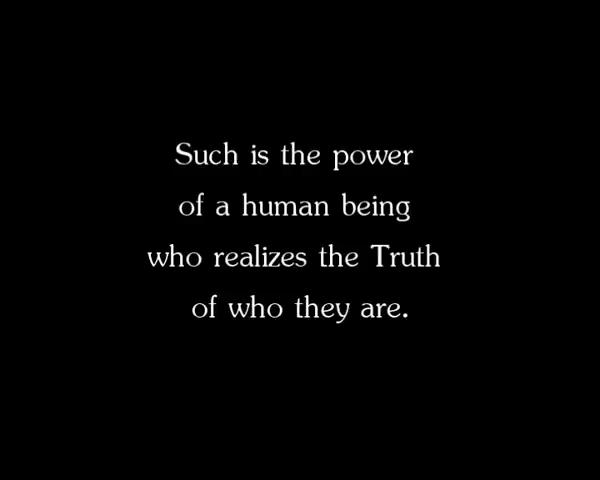 Such is the power
of a human being
who realizes the Truth
of who they are.